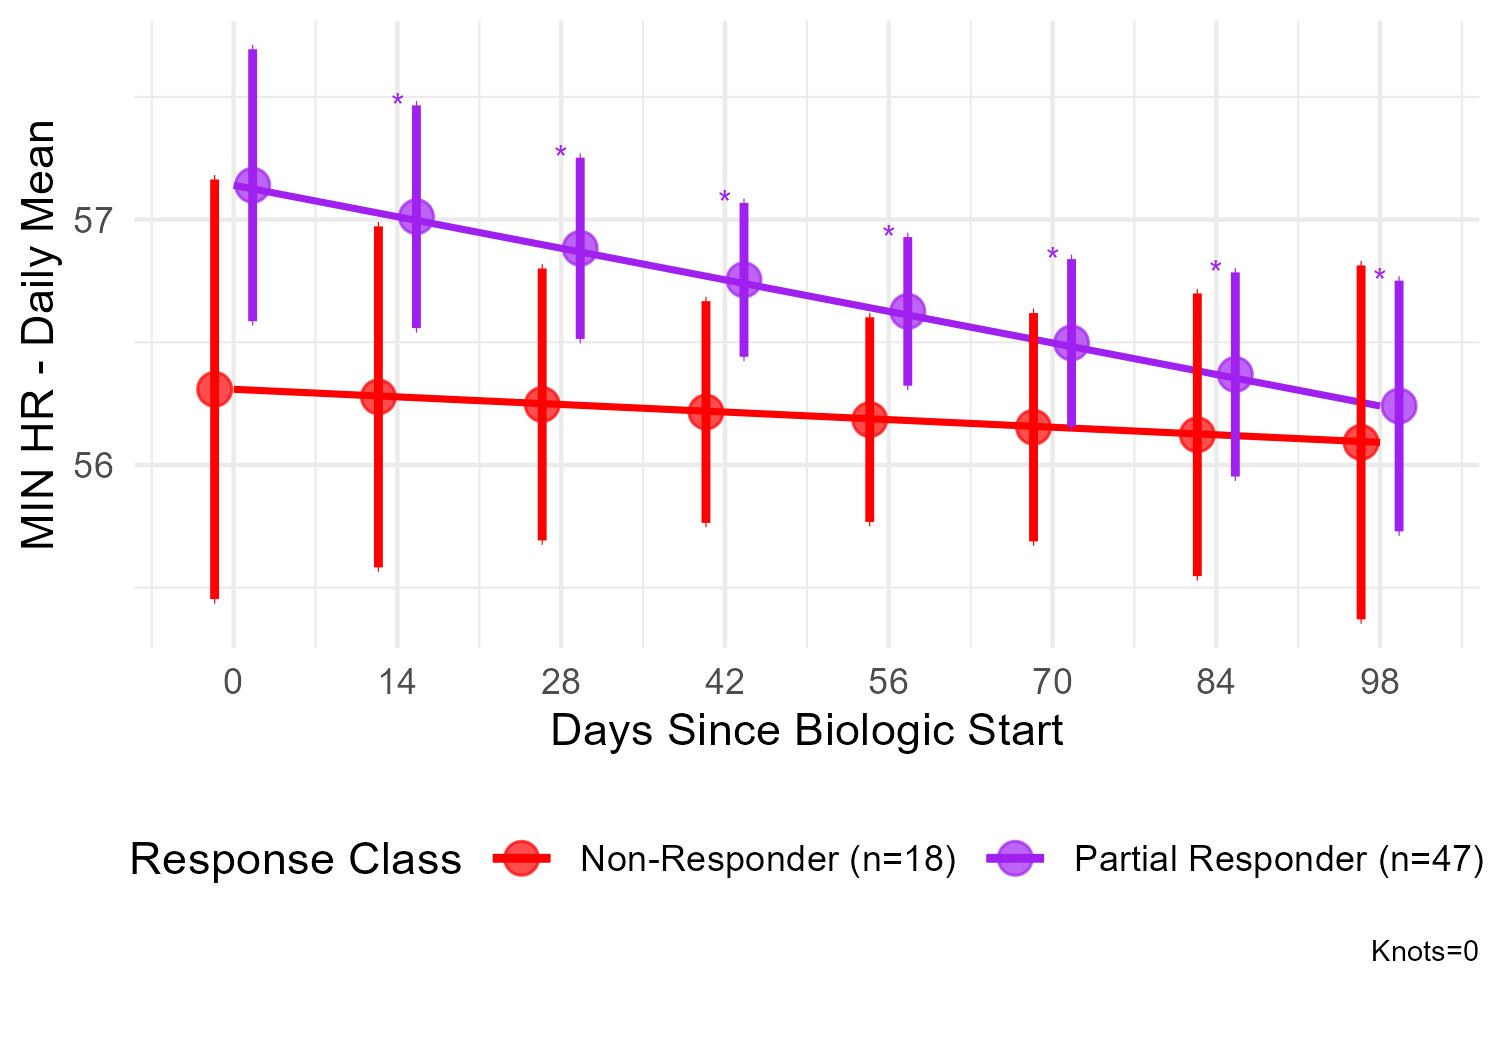 MIN HR - Daily Mean
* * * * * * *
57
56
0 14 28 42 56 70 84 98
Days Since Biologic Start
Response Class Non-Responder (n=18) Partial Responder (n=47)
Knots=0